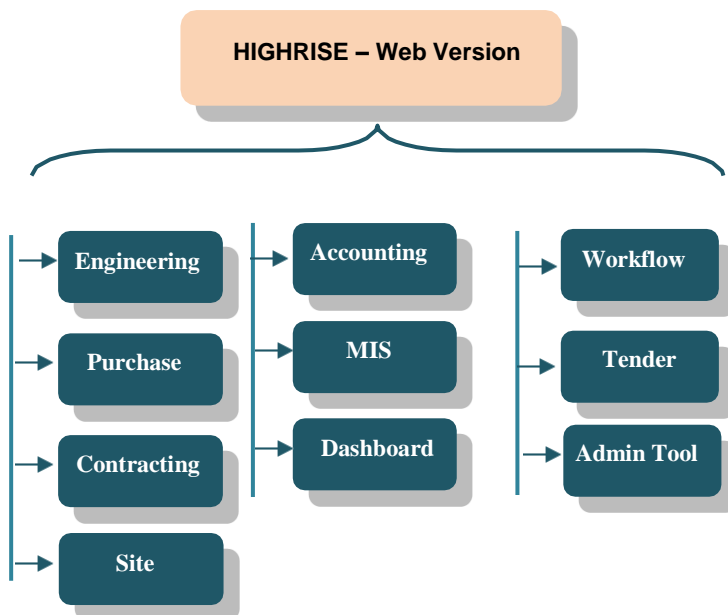 HIGHRISE – Web Version
Engineering
Purchase
Contracting
Site
Accounting
MIS
Dashboard
Workflow
Tender
Admin Tool